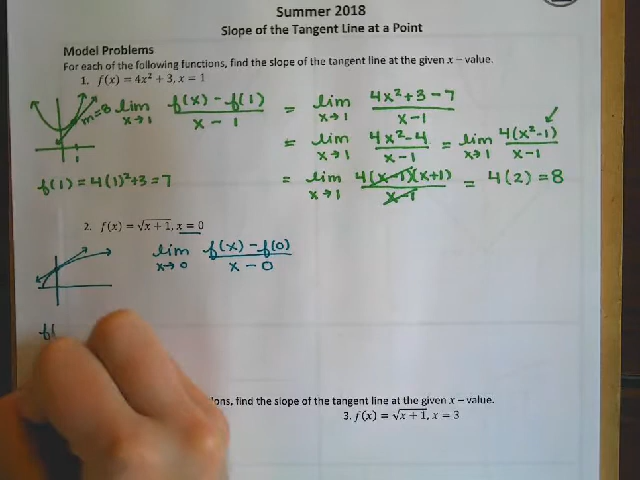 Summer 2018
Slope of the Tangent Line at a Point
Model Problems
For each of the following functions, find the slope of the tangent line at the given x – value.
1. f(x) = 4x² + 3, x = 1
m=8
1
lim x→1 (f(x) - f(1))/(x - 1) = lim x→1 (4x²+3-7)/(x-1)
= lim x→1 (4x²-4)/(x-1) = lim x→1 (4(x²-1))/(x-1)
f(1) = 4(1)²+3 = 7
= lim x→1 (4(x-1)(x+1))/(x-1) = 4(2) = 8
2. f(x) = √(x + 1), x = 0
lim x→0 (f(x) - f(0))/(x - 0)
f(
ions, find the slope of the tangent line at the given x – value.
3. f(x) = √(x + 1), x = 3